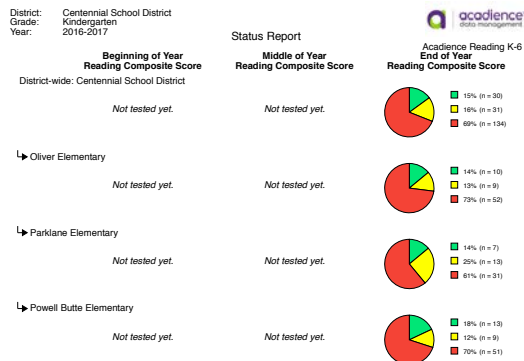 District: Centennial School District
Grade: Kindergarten
Year: 2016-2017
acadience
data management
Status Report
Acadience Reading K-6
Beginning of Year
Reading Composite Score
Middle of Year
Reading Composite Score
End of Year
Reading Composite Score
District-wide: Centennial School District
Not tested yet.
Not tested yet.
15% (n = 30)
16% (n = 31)
69% (n = 134)
Oliver Elementary
Not tested yet.
Not tested yet.
14% (n = 10)
13% (n = 9)
73% (n = 52)
Parklane Elementary
Not tested yet.
Not tested yet.
14% (n = 7)
25% (n = 13)
61% (n = 31)
Powell Butte Elementary
Not tested yet.
Not tested yet.
18% (n = 13)
12% (n = 9)
70% (n = 51)